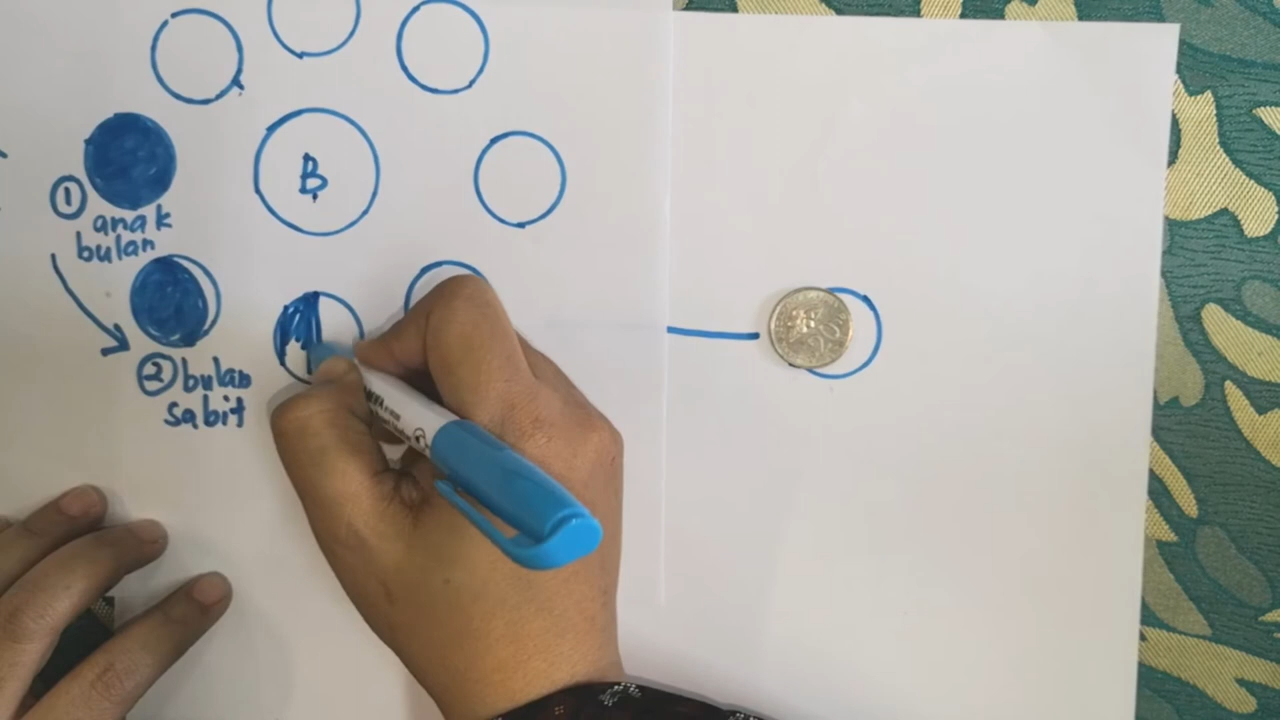 B
① anak
bulan
② bulan
sabit